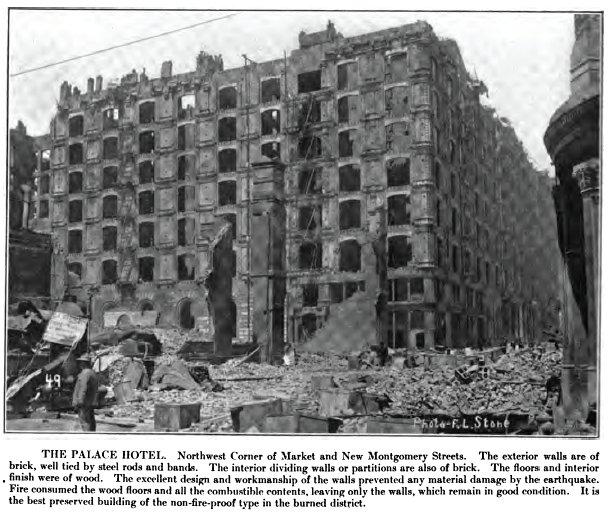 49
Photo-F.L. Stone
THE PALACE HOTEL. Northwest Corner of Market and New Montgomery Streets. The exterior walls are of
brick, well tied by steel rods and bands. The interior dividing walls or partitions are also of brick. The floors and interior
finish were of wood. The excellent design and workmanship of the walls prevented any material damage by the earthquake.
Fire consumed the wood floors and all the combustible contents, leaving only the walls, which remain in good condition. It is
the best preserved building of the non-fire-proof type in the burned district.